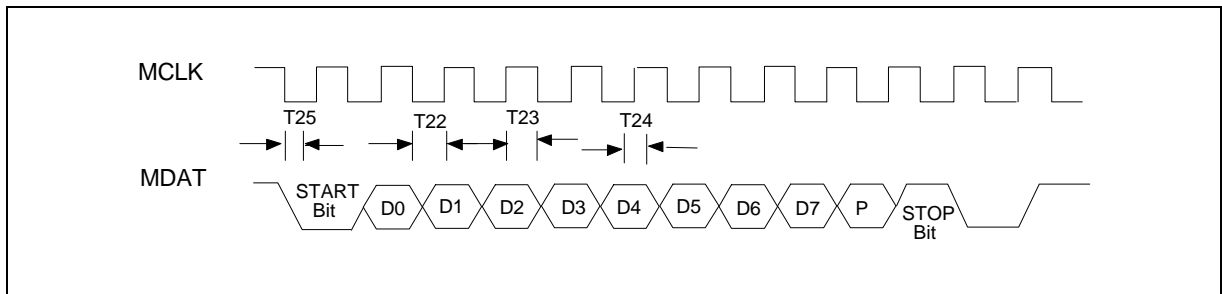 MCLK
T25
T22
T23
T24
MDAT
START
Bit
D0
D1
D2
D3
D4
D5
D6
D7
P
STOP
Bit